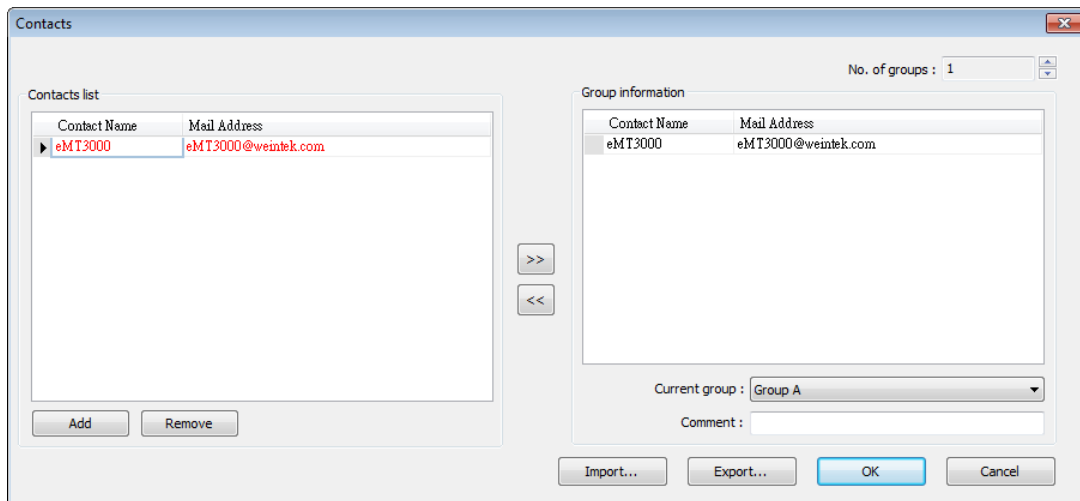 Contacts
No. of groups : 1
Contacts list
Contact Name Mail Address
eMT3000 eMT3000@weintek.com
Add Remove
>>
<<
Group information
Contact Name Mail Address
eMT3000 eMT3000@weintek.com
Current group : Group A
Comment :
Import... Export... OK Cancel